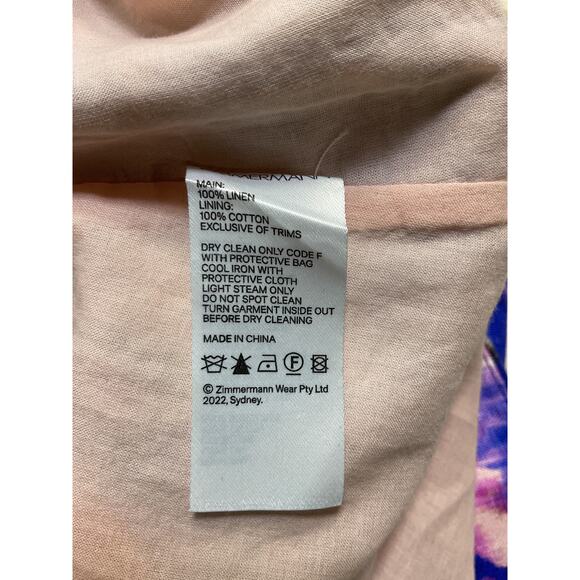 MAIN:
100% LINEN
LINING:
100% COTTON
EXCLUSIVE OF TRIMS
DRY CLEAN ONLY CODE F
WITH PROTECTIVE BAG
COOL IRON WITH
PROTECTIVE CLOTH
LIGHT STEAM ONLY
DO NOT SPOT CLEAN
TURN GARMENT INSIDE OUT
BEFORE DRY CLEANING
MADE IN CHINA
F
© Zimmermann Wear Pty Ltd
2022, Sydney.